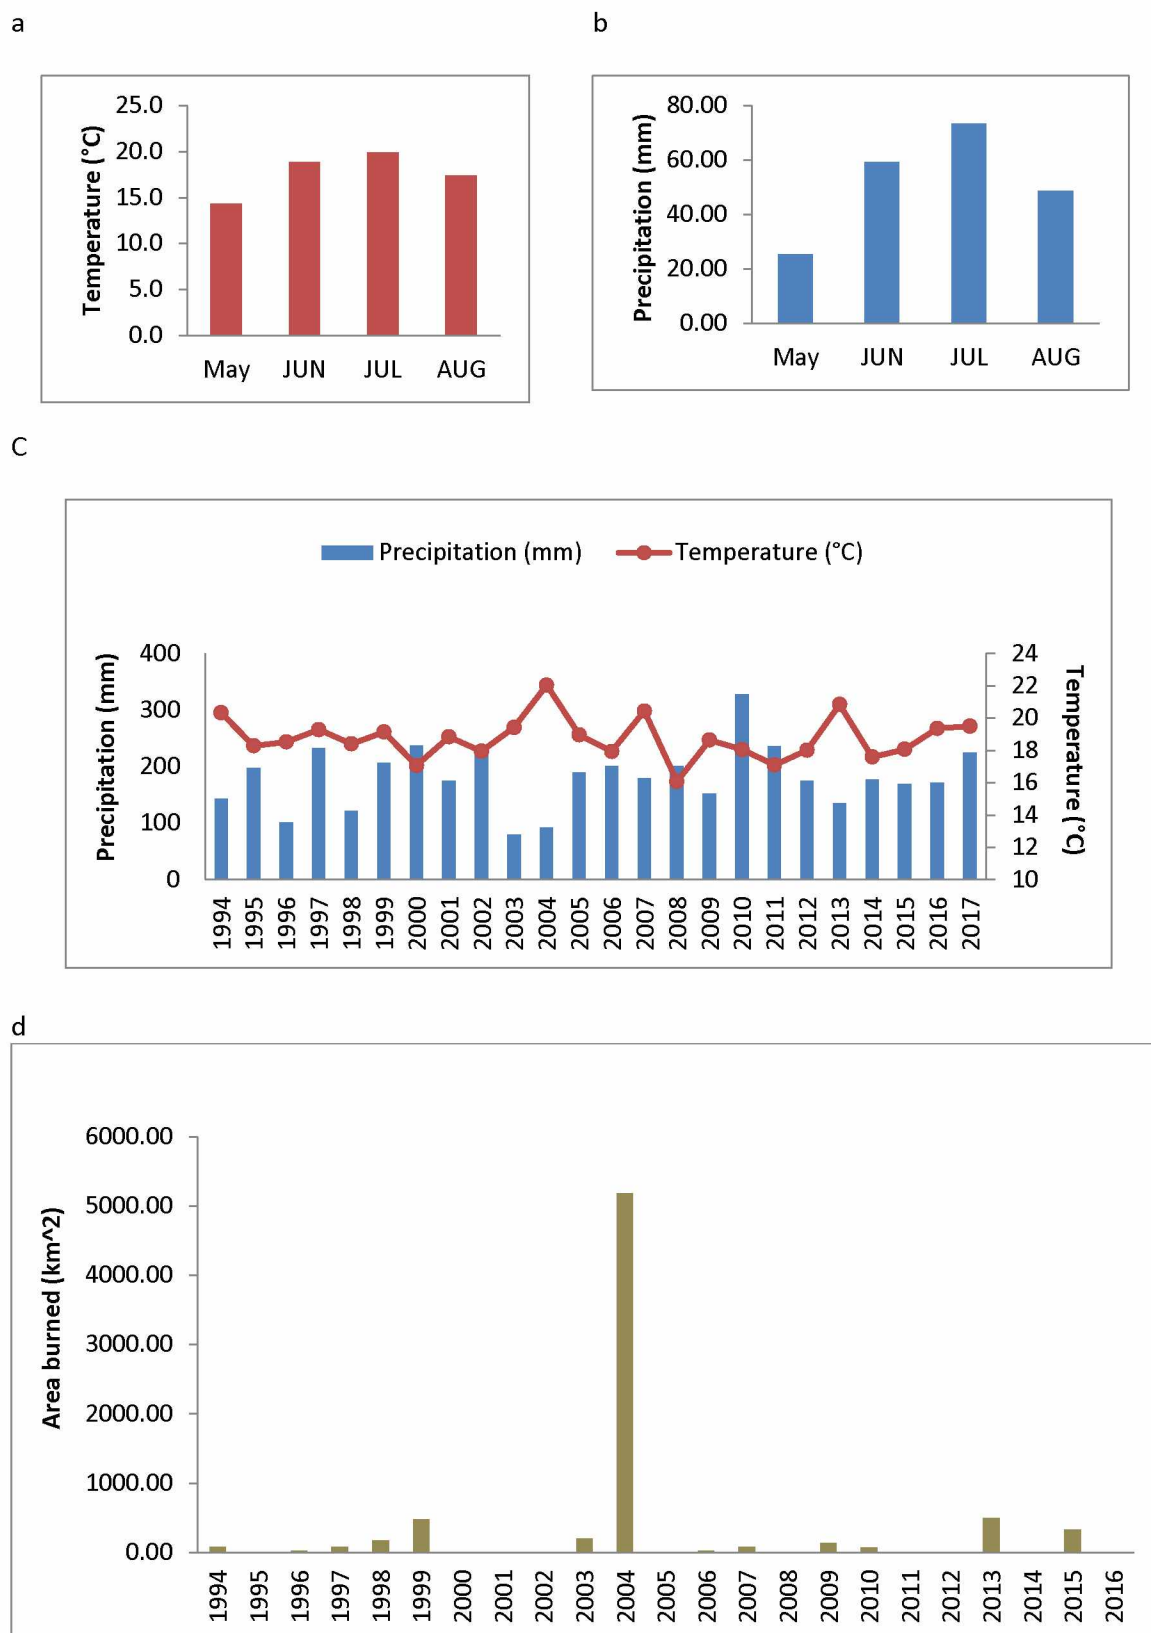 a
b
Temperature (°C)
25.0
20.0
15.0
10.0
5.0
0.0
May JUN JUL AUG
Precipitation (mm)
80.00
60.00
40.00
20.00
0.00
May JUN JUL AUG
C
Precipitation (mm) Temperature (°C)
Precipitation (mm)
400
300
200
100
0
24
22
20
18
16
14
12
10
Temperature (°C)
1994 1995 1996 1997 1998 1999 2000 2001 2002 2003 2004 2005 2006 2007 2008 2009 2010 2011 2012 2013 2014 2015 2016 2017
d
Area burned (km^2)
6000.00
5000.00
4000.00
3000.00
2000.00
1000.00
0.00
1994 1995 1996 1997 1998 1999 2000 2001 2002 2003 2004 2005 2006 2007 2008 2009 2010 2011 2012 2013 2014 2015 2016